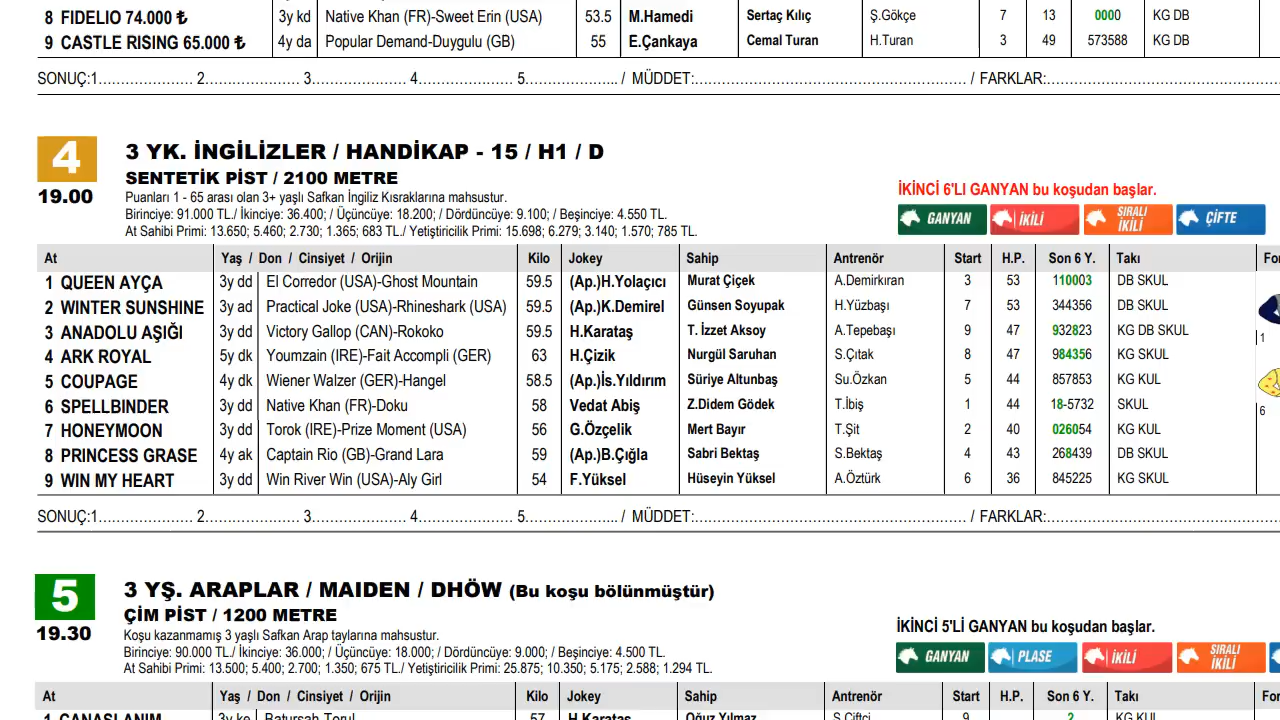 8 FIDELIO 74.000 ₺ 3y kd Native Khan (FR)-Sweet Erin (USA) 53.5 M.Hamedi Sertaç Kılıç Ş.Gökçe 7 13 0000 KG DB
9 CASTLE RISING 65.000 ₺ 4y da Popular Demand-Duygulu (GB) 55 E.Çankaya Cemal Turan H.Turan 3 49 573588 KG DB
SONUÇ:1..................... 2..................... 3..................... 4..................... 5..................... / MÜDDET:............................................................. / FARKLAR:.....................................................
4 3 YK. İNGİLİZLER / HANDİKAP - 15 / H1 / D
SENTETİK PİST / 2100 METRE
19.00
Puanları 1 - 65 arası olan 3+ yaşlı Safkan İngiliz Kısraklarına mahsustur.
Birinciye: 91.000 TL./ İkinciye: 36.400; / Üçüncüye: 18.200; / Dördüncüye: 9.100; / Beşinciye: 4.550 TL.
At Sahibi Primi: 13.650; 5.460; 2.730; 1.365; 683 TL./ Yetiştiricilik Primi: 15.698; 6.279; 3.140; 1.570; 785 TL.
İKİNCİ 6'LI GANYAN bu koşudan başlar.
GANYAN İKİLİ SIRALI İKİLİ ÇİFTE
At Yaş / Don / Cinsiyet / Orijin Kilo Jokey Sahip Antrenör Start H.P. Son 6 Y. Takı For
1 QUEEN AYÇA 3y dd El Corredor (USA)-Ghost Mountain 59.5 (Ap.)H.Yolaçıcı Murat Çiçek A.Demirkıran 3 53 110003 DB SKUL
2 WINTER SUNSHINE 3y ad Practical Joke (USA)-Rhineshark (USA) 59.5 (Ap.)K.Demirel Günsen Soyupak H.Yüzbaşı 7 53 344356 DB SKUL
3 ANADOLU AŞIĞI 3y dd Victory Gallop (CAN)-Rokoko 59.5 H.Karataş T. İzzet Aksoy A.Tepebaşı 9 47 932823 KG DB SKUL 1
4 ARK ROYAL 5y dk Youmzain (IRE)-Fait Accompli (GER) 63 H.Çizik Nurgül Saruhan S.Çıtak 8 47 984356 KG SKUL
5 COUPAGE 4y dk Wiener Walzer (GER)-Hangel 58.5 (Ap.)İs.Yıldırım Süriye Altunbaş Su.Özkan 5 44 857853 KG KUL
6 SPELLBINDER 3y dd Native Khan (FR)-Doku 58 Vedat Abiş Z.Didem Gödek T.İbiş 1 44 18-5732 SKUL 6
7 HONEYMOON 3y dd Torok (IRE)-Prize Moment (USA) 56 G.Özçelik Mert Bayır T.Şit 2 40 026054 KG KUL
8 PRINCESS GRASE 4y ak Captain Rio (GB)-Grand Lara 59 (Ap.)B.Çığla Sabri Bektaş S.Bektaş 4 43 268439 DB SKUL
9 WIN MY HEART 3y dd Win River Win (USA)-Aly Girl 54 F.Yüksel Hüseyin Yüksel A.Öztürk 6 36 845225 KG SKUL
SONUÇ:1..................... 2..................... 3..................... 4..................... 5..................... / MÜDDET:............................................................. / FARKLAR:.....................................................
5 3 YŞ. ARAPLAR / MAIDEN / DHÖW (Bu koşu bölünmüştür)
ÇİM PİST / 1200 METRE
19.30
Koşu kazanmamış 3 yaşlı Safkan Arap taylarına mahsustur.
Birinciye: 90.000 TL./ İkinciye: 36.000; / Üçüncüye: 18.000; / Dördüncüye: 9.000; / Beşinciye: 4.500 TL.
At Sahibi Primi: 13.500; 5.400; 2.700; 1.350; 675 TL./ Yetiştiricilik Primi: 25.875; 10.350; 5.175; 2.588; 1.294 TL.
İKİNCİ 5'Lİ GANYAN bu koşudan başlar.
GANYAN PLASE İKİLİ SIRALI İKİLİ
At Yaş / Don / Cinsiyet / Orijin Kilo Jokey Sahip Antrenör Start H.P. Son 6 Y. Takı For
1 CANASLANIM 3y ke Batursah-Torul 57 H.Karataş Oğuz Yılmaz S.Çiftçi 9 2 KG KUL